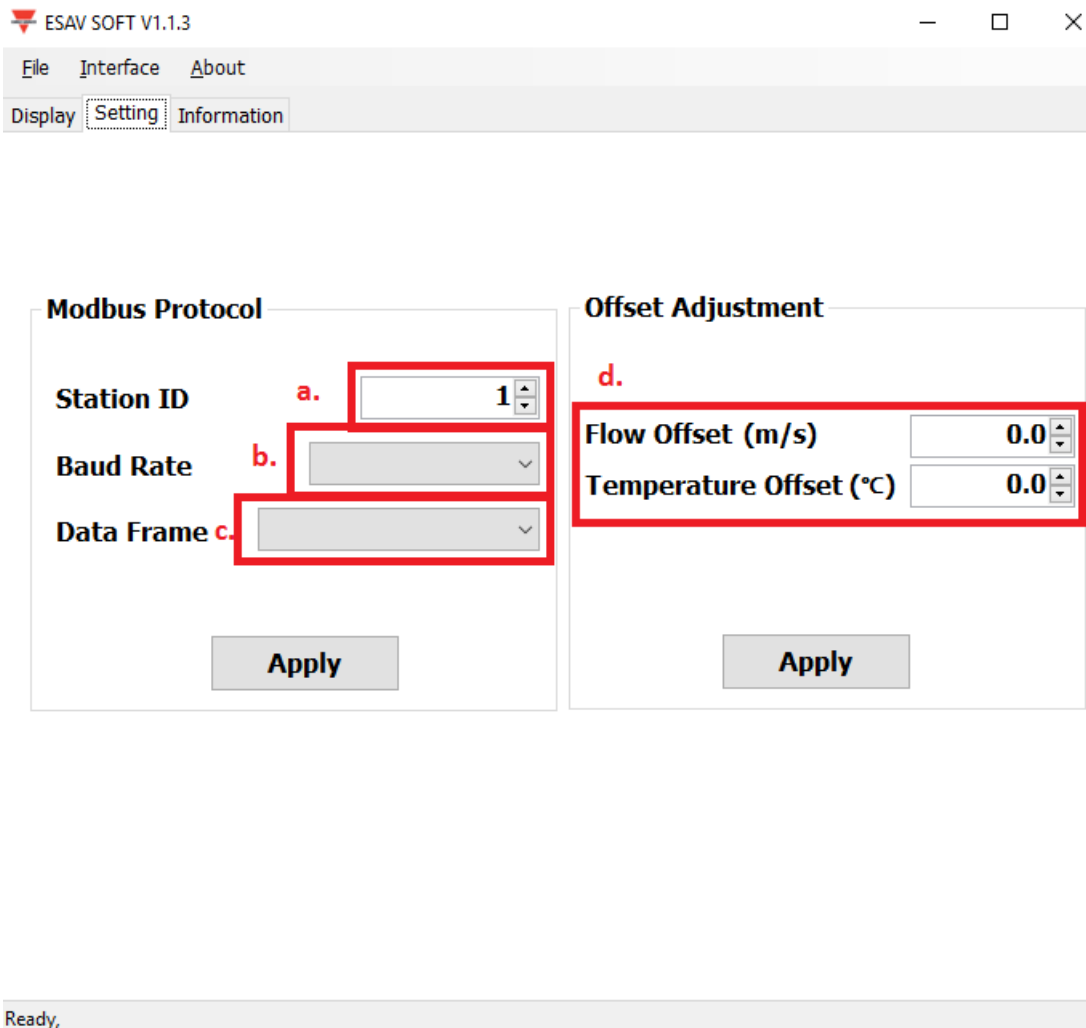 ESAV SOFT V1.1.3
File Interface About
Display Setting Information
Modbus Protocol
Station ID a. 1
Baud Rate b.
Data Frame c.
Apply
Offset Adjustment
d.
Flow Offset (m/s) 0.0
Temperature Offset (℃) 0.0
Apply
Ready,